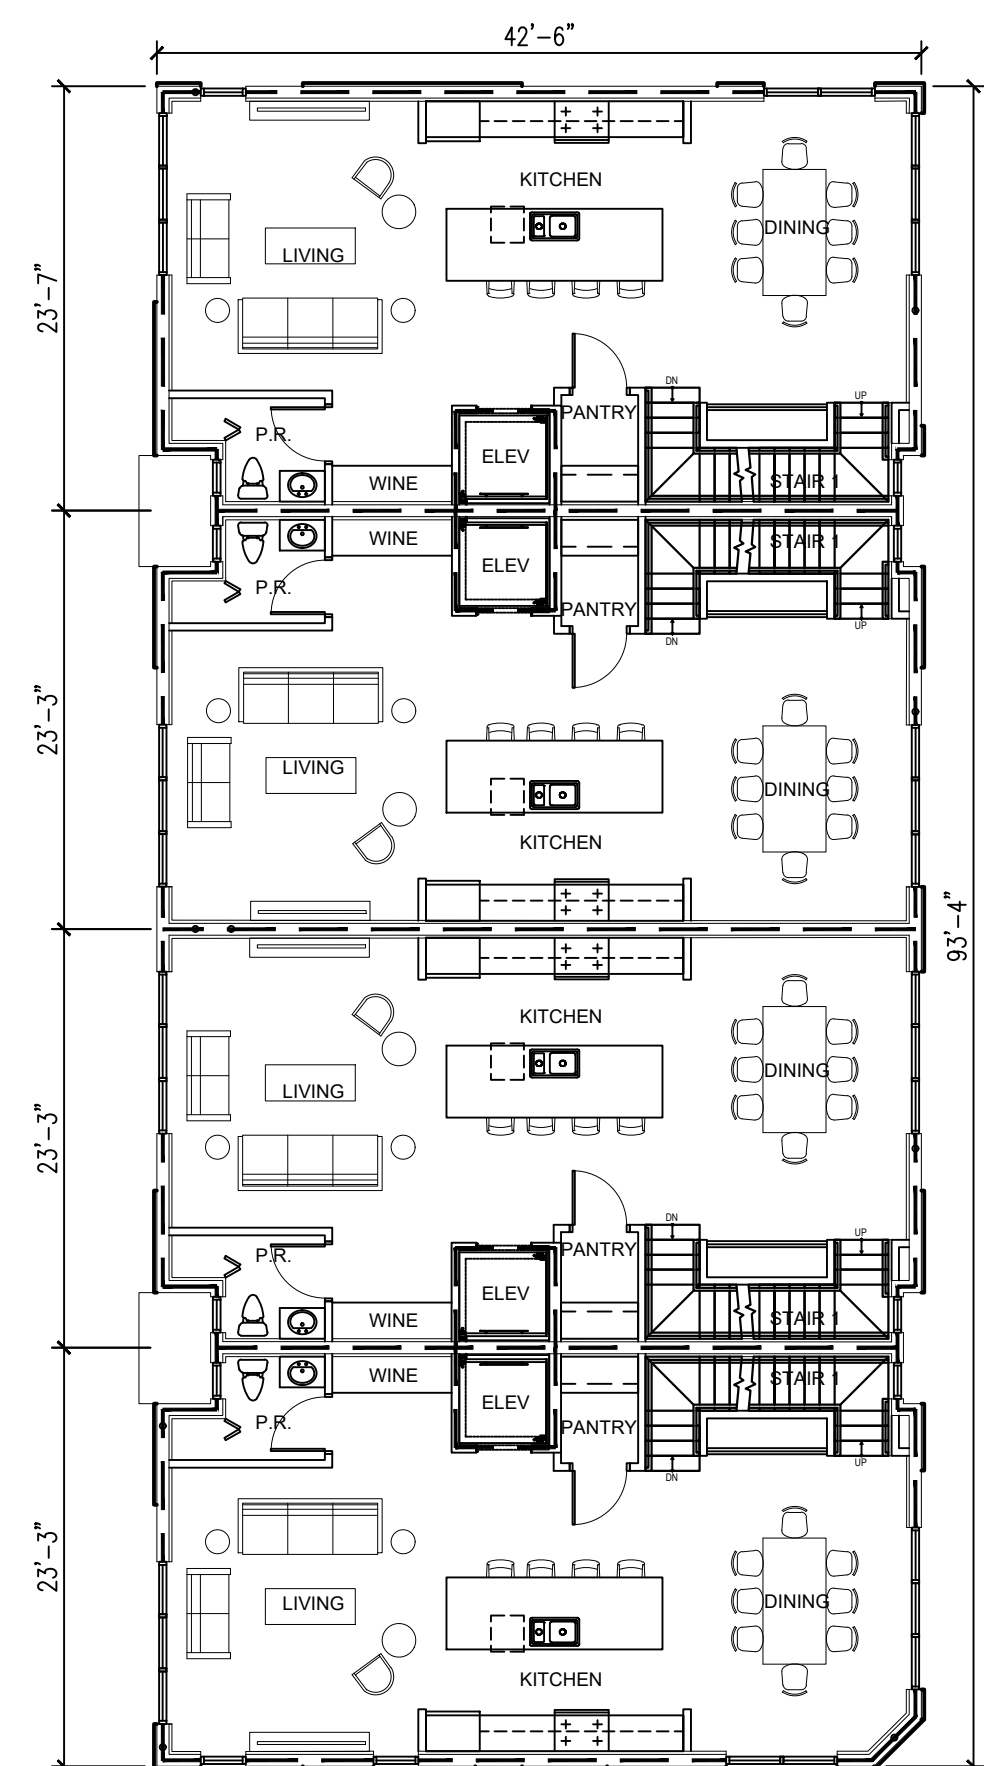 42'-6"
KITCHEN
LIVING
DINING
23'-7"
DN
UP
PANTRY
P.R.
ELEV
WINE
STAIR 1
WINE
STAIR 1
ELEV
P.R.
PANTRY
DN
UP
23'-3"
LIVING
DINING
KITCHEN
93'-4"
KITCHEN
LIVING
DINING
23'-3"
DN
UP
P.R.
PANTRY
ELEV
WINE
STAIR 1
WINE
STAIR 1
ELEV
P.R.
PANTRY
DN
UP
23'-3"
LIVING
DINING
KITCHEN